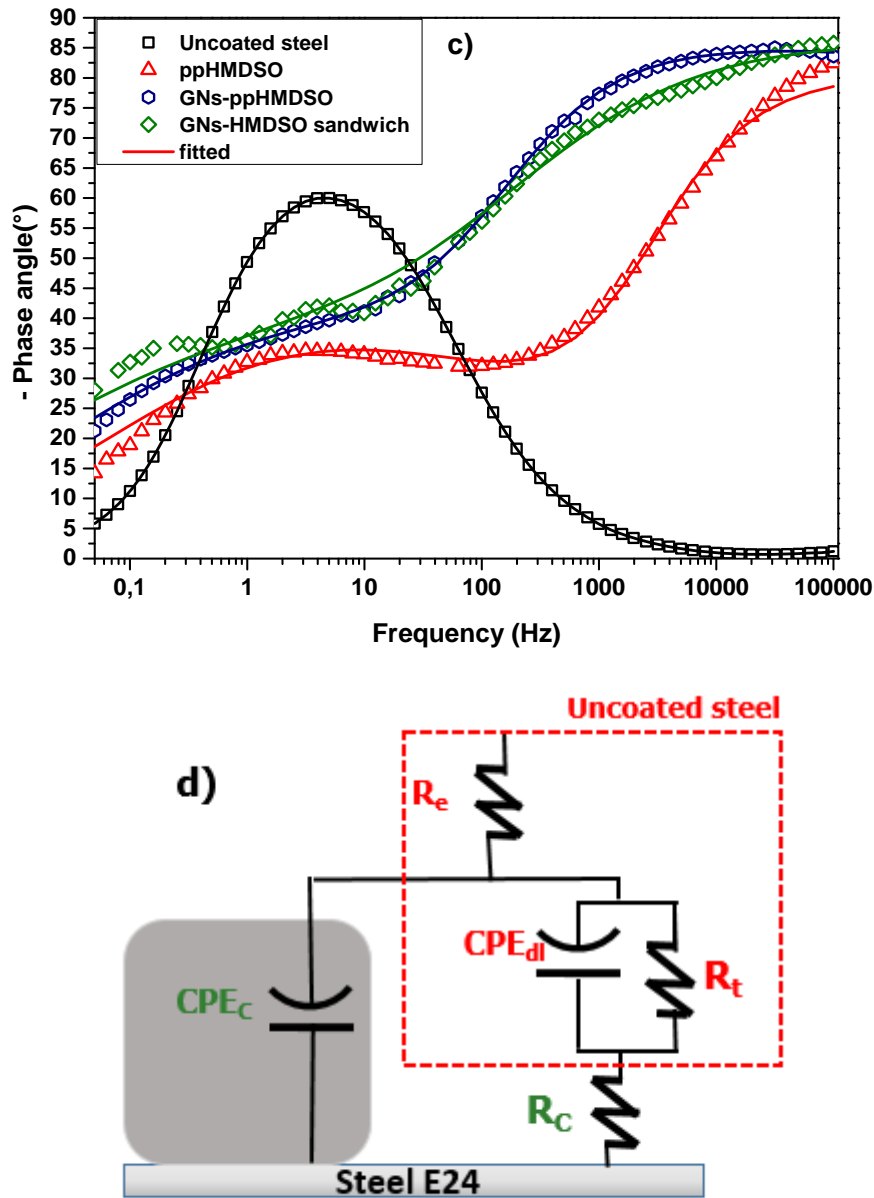 90
85
80
75
70
65
60
55
50
45
40
35
30
25
20
15
10
5
0
- Phase angle(°)
Uncoated steel
ppHMDSO
GNs-ppHMDSO
GNs-HMDSO sandwich
fitted
c)
0,1 1 10 100 1000 10000 100000
Frequency (Hz)
Uncoated steel
d)
Re
CPEdl
Rt
CPEC
RC
Steel E24